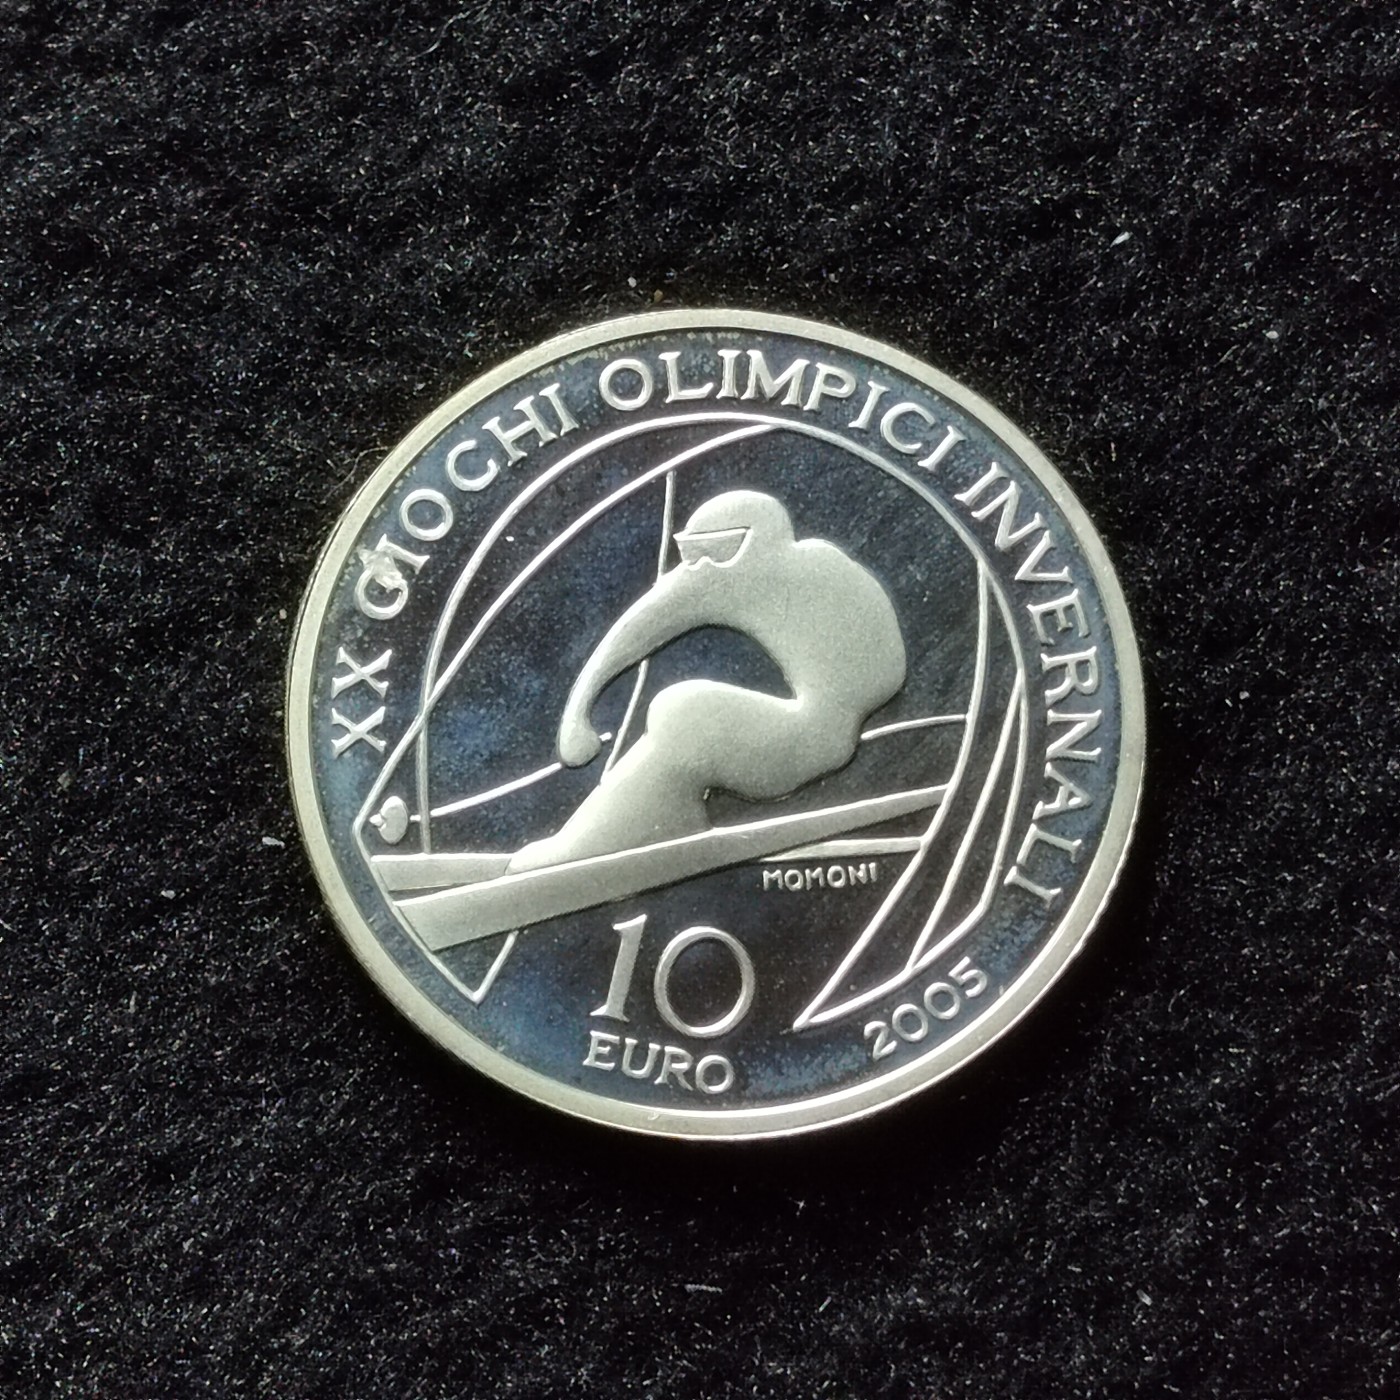 XX GIOCHI OLIMPICI INVERNALI
MOMONI
10
EURO
2005